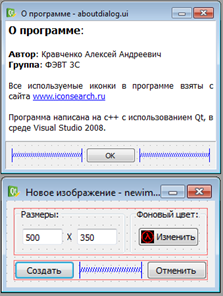 О программе - aboutdialog.ui
О программе:
Автор: Кравченко Алексей Андреевич
Группа: ФЭВТ 3С
Все используемые иконки в программе взяты с
сайта www.iconsearch.ru
Программа написана на с++ с использованием Qt, в
среде Visual Studio 2008.
OK
Новое изображение - newim...
Размеры:
Фоновый цвет:
500 X 350
Изменить
Создать
Отменить